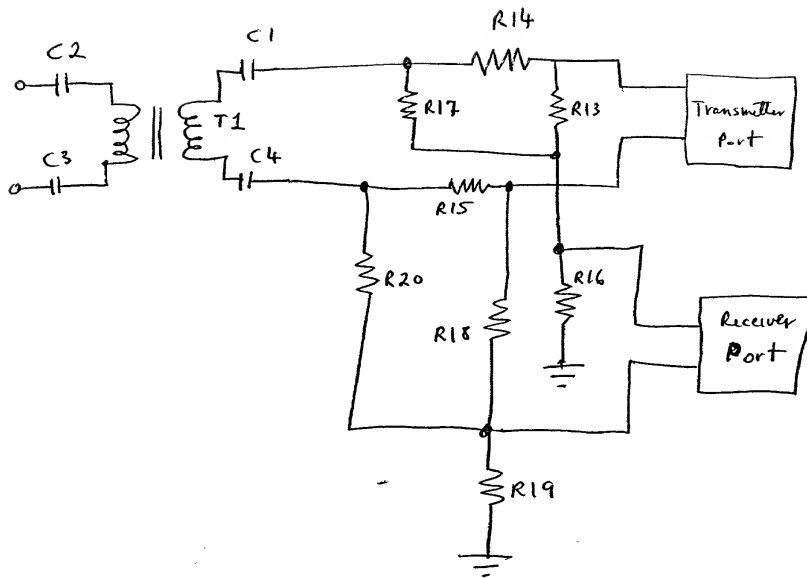 R14
C1
C2
R17
R13
Transmitter
Port
T1
C3
C4
R15
R20
R16
R18
Receiver
Port
R19